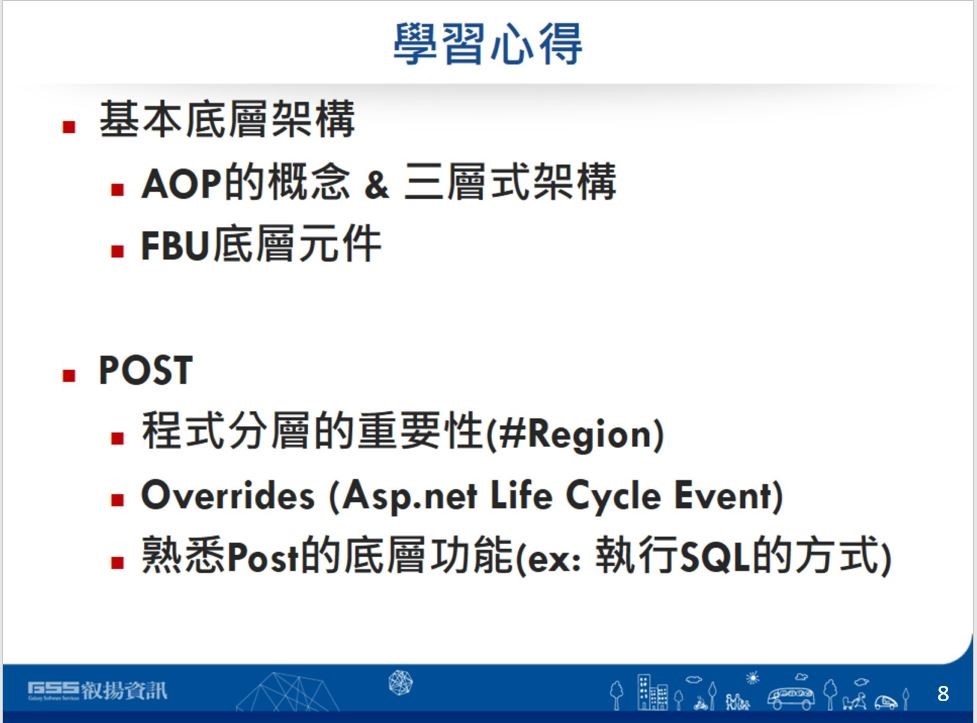 學習心得
基本底層架構
AOP的概念 & 三層式架構
FBU底層元件
POST
程式分層的重要性(#Region)
Overrides (Asp.net Life Cycle Event)
熟悉Post的底層功能(ex: 執行SQL的方式)
GSS叡揚資訊
Galaxy Software Services
8